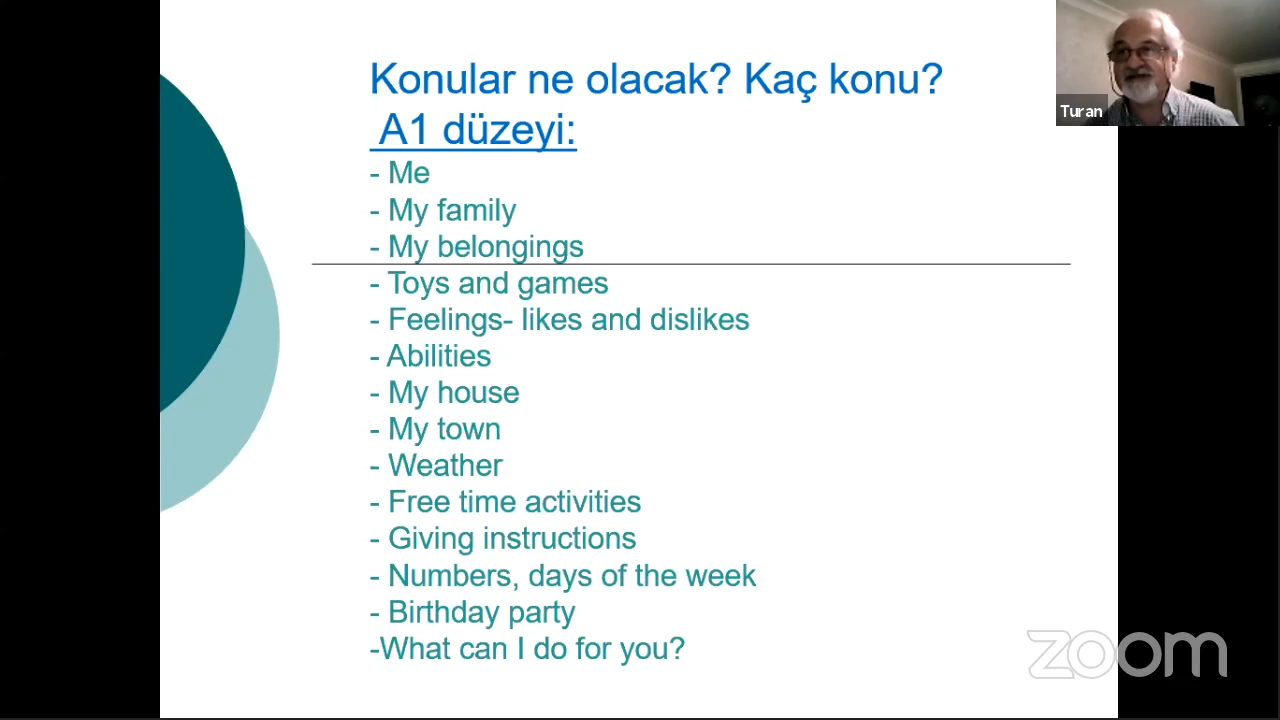 Konular ne olacak? Kaç konu?
A1 düzeyi:
- Me
- My family
- My belongings
- Toys and games
- Feelings- likes and dislikes
- Abilities
- My house
- My town
- Weather
- Free time activities
- Giving instructions
- Numbers, days of the week
- Birthday party
-What can I do for you?
Turan
zoom